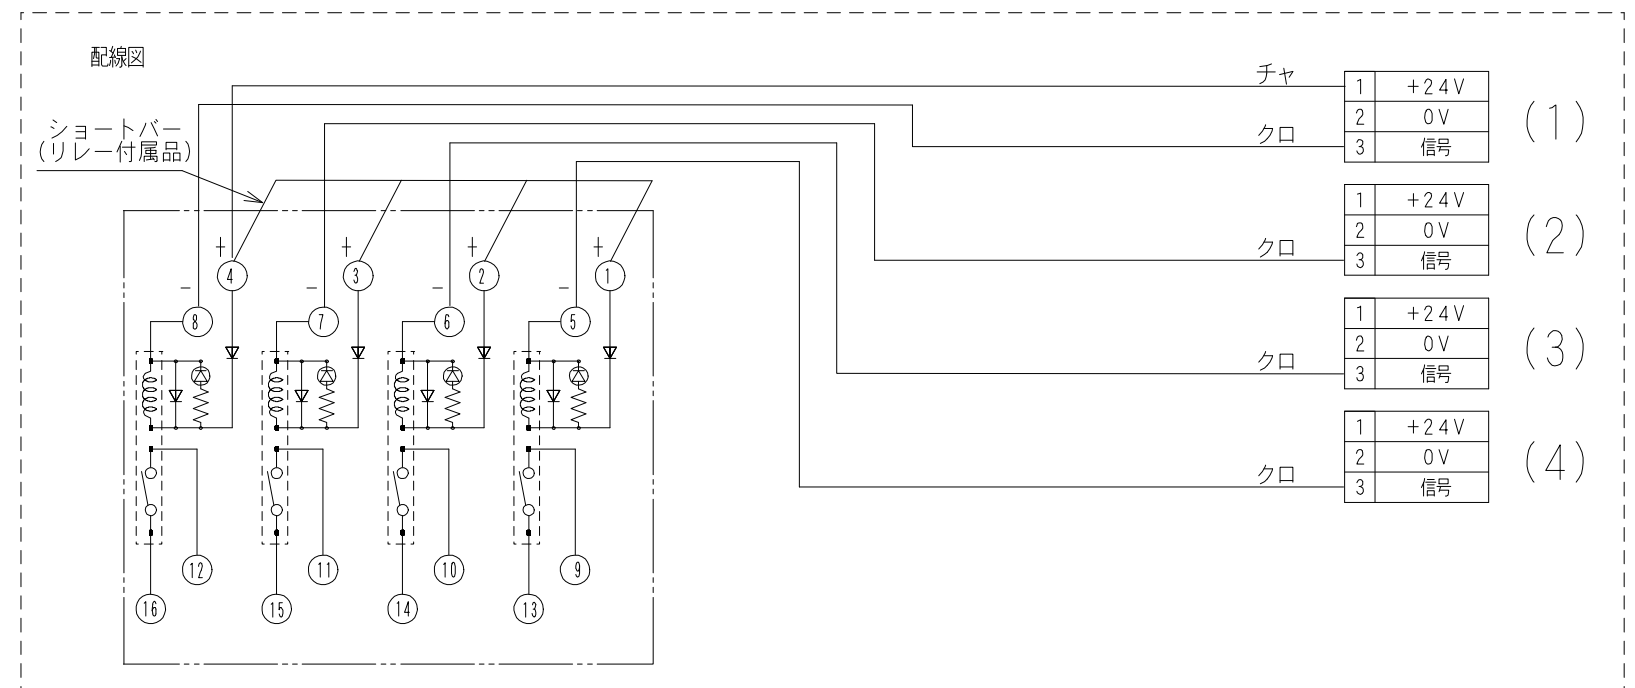 配線図
ショートバー
(リレー付属品)
チャ
1 +24V
2 0V
クロ
3 信号
(1)
1 +24V
2 0V
クロ
3 信号
(2)
1 +24V
2 0V
クロ
3 信号
(3)
1 +24V
2 0V
クロ
3 信号
(4)
+ + + +
4 3 2 1
− − − −
8 7 6 5
12 11 10 9
16 15 14 13